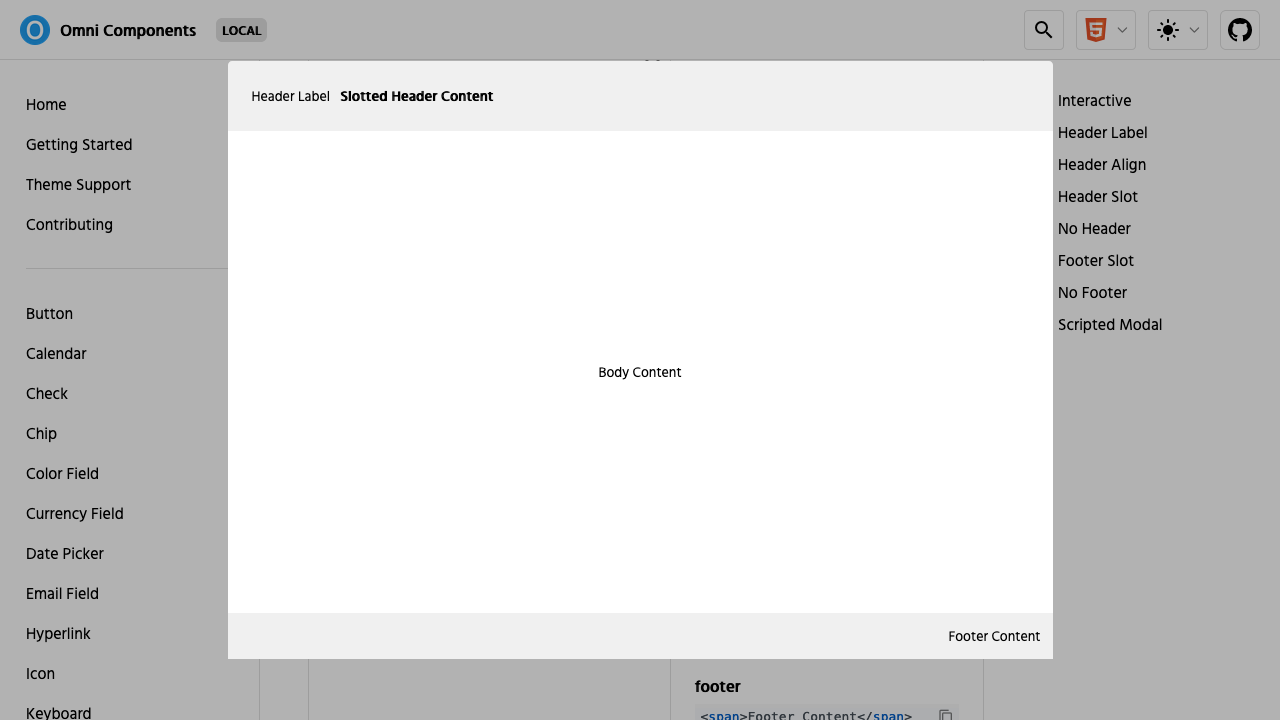 Omni Components LOCAL
Header Label Slotted Header Content
Home
Getting Started
Theme Support
Contributing
Button
Calendar
Check
Chip
Color Field
Currency Field
Date Picker
Email Field
Hyperlink
Icon
Keyboard
Body Content
Footer Content
footer
<span>Footer Content</span>
Interactive
Header Label
Header Align
Header Slot
No Header
Footer Slot
No Footer
Scripted Modal